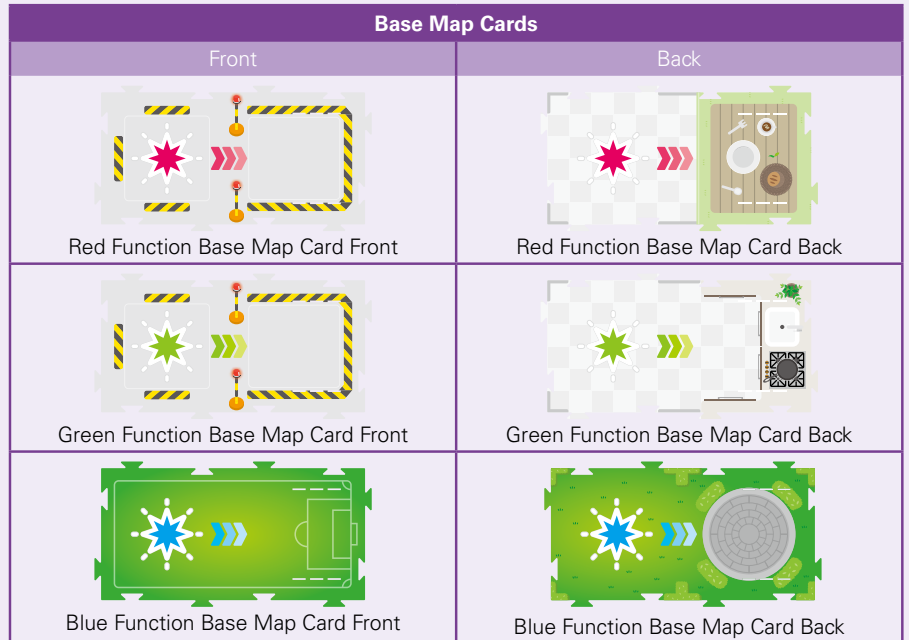 Base Map Cards
Front
Back
Red Function Base Map Card Front
Red Function Base Map Card Back
Green Function Base Map Card Front
Green Function Base Map Card Back
Blue Function Base Map Card Front
Blue Function Base Map Card Back